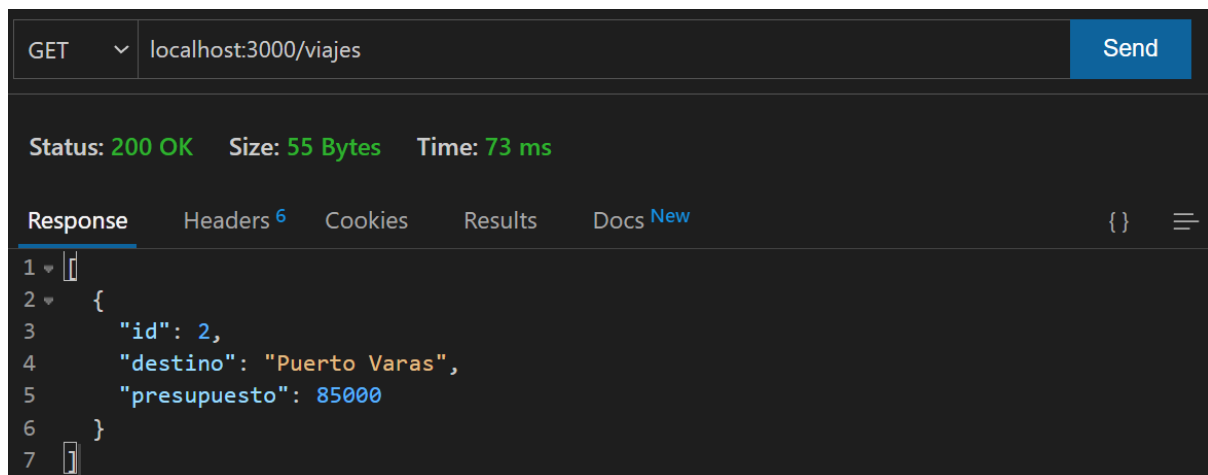 GET localhost:3000/viajes Send
Status: 200 OK Size: 55 Bytes Time: 73 ms
Response Headers 6 Cookies Results Docs New { }
1 [
2 {
3 "id": 2,
4 "destino": "Puerto Varas",
5 "presupuesto": 85000
6 }
7 ]